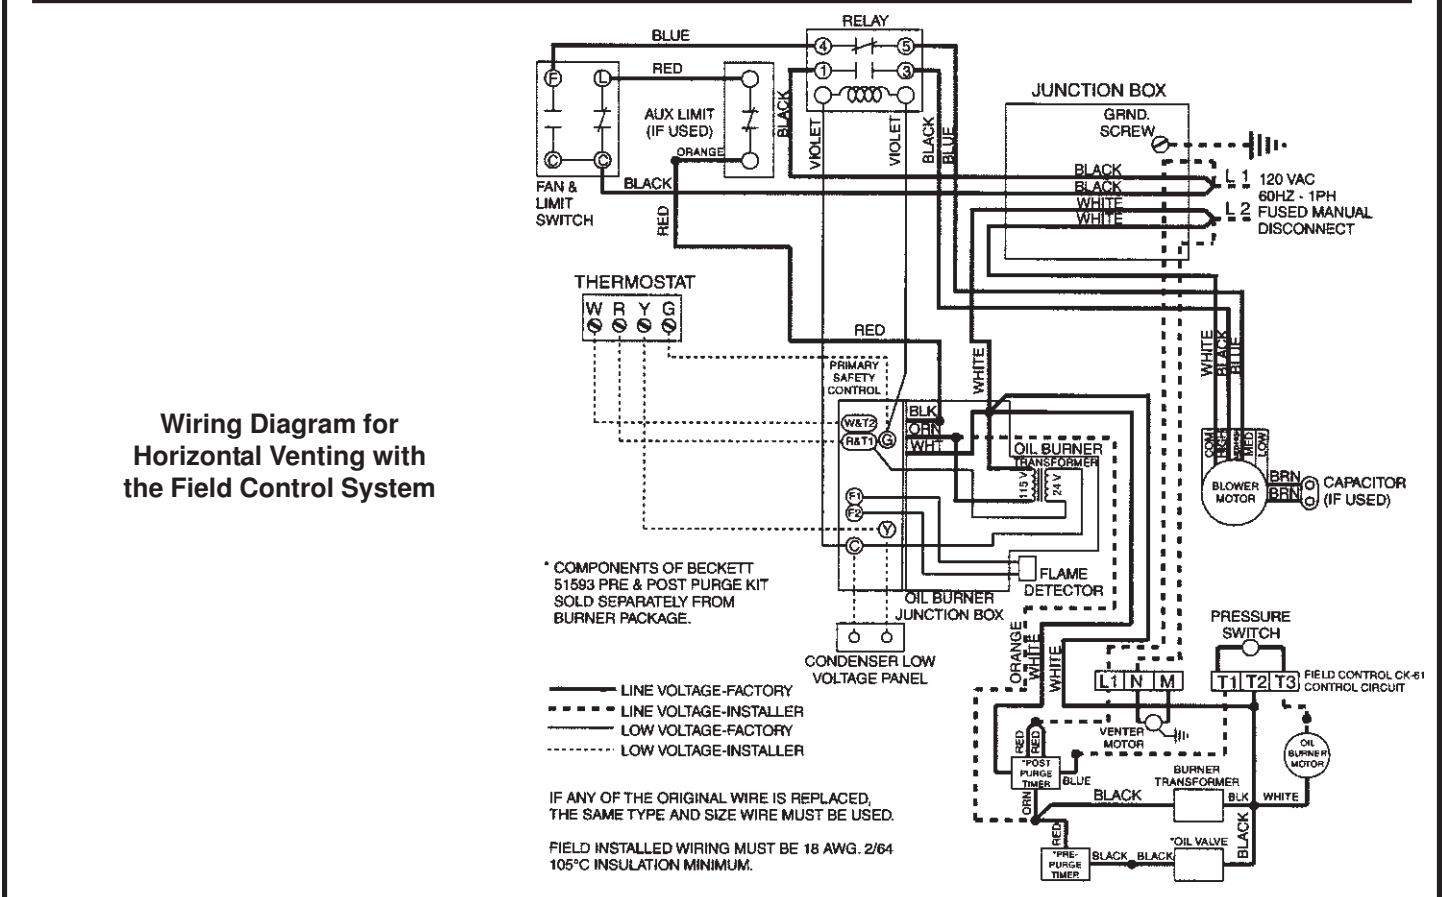 RELAY
BLUE
4
5
F
L
RED
1
3
BLACK
JUNCTION BOX
AUX LIMIT
(IF USED)
GRND.
SCREW
VIOLET
VIOLET
BLACK
BLUE
C
C
ORANGE
FAN &
LIMIT
SWITCH
BLACK
BLACK
BLACK
WHITE
WHITE
L 1
L 2
120 VAC
60HZ - 1PH
FUSED MANUAL
DISCONNECT
RED
THERMOSTAT
W R Y G
RED
WHITE
WHITE
BLACK
BLUE
PRIMARY
SAFETY
CONTROL
Wiring Diagram for
Horizontal Venting with
the Field Control System
W&T2
R&T1
G
BLK
ORN
WHT
OIL BURNER
TRANSFORMER
115 V
24 V
COM
MED
LOW
BLOWER
MOTOR
BRN
BRN
CAPACITOR
(IF USED)
F1
F2
Y
C
FLAME
DETECTOR
OIL BURNER
JUNCTION BOX
* COMPONENTS OF BECKETT
51593 PRE & POST PURGE KIT
SOLD SEPARATELY FROM
BURNER PACKAGE.
CONDENSER LOW
VOLTAGE PANEL
ORANGE
WHITE
WHITE
PRESSURE
SWITCH
L1 N M
T1 T2 T3
FIELD CONTROL CK-61
CONTROL CIRCUIT
LINE VOLTAGE-FACTORY
LINE VOLTAGE-INSTALLER
LOW VOLTAGE-FACTORY
LOW VOLTAGE-INSTALLER
VENTER
MOTOR
OIL
BURNER
MOTOR
RED
RED
*POST
PURGE
TIMER
BLUE
BURNER
TRANSFORMER
ORN
BLACK
BLK
WHITE
IF ANY OF THE ORIGINAL WIRE IS REPLACED,
THE SAME TYPE AND SIZE WIRE MUST BE USED.
RED
BLACK
*OIL VALVE
FIELD INSTALLED WIRING MUST BE 18 AWG. 2/64
105°C INSULATION MINIMUM.
*PRE-
PURGE
TIMER
BLACK
BLACK